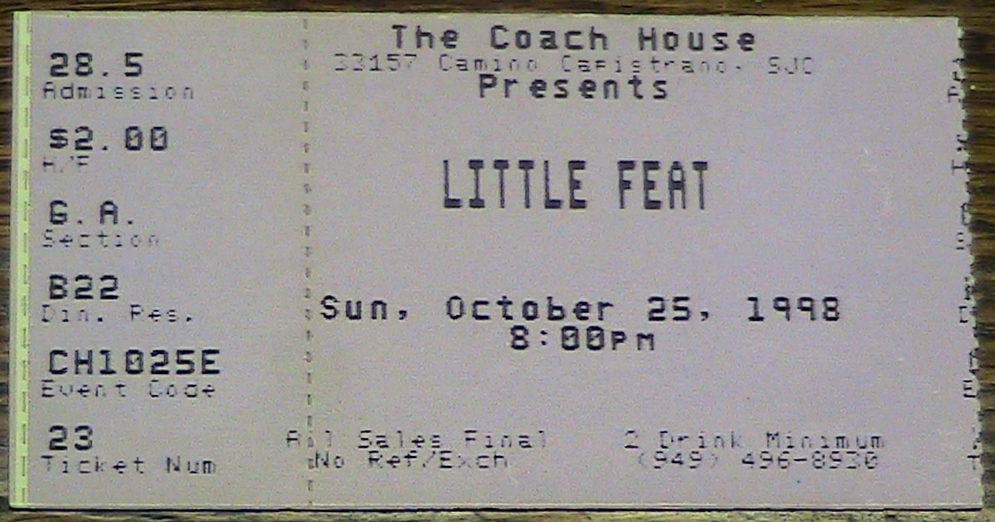 28.5
Admission
$2.00
H/F
G.A.
Section
B22
Din. Res.
CH1025E
Event Code
23
Ticket Num
The Coach House
33157 Camino Capistrano, SJC
Presents
LITTLE FEAT
Sun, October 25, 1998
8:00PM
All Sales Final 2 Drink Minimum
No Ref/Exch (949) 496-8930